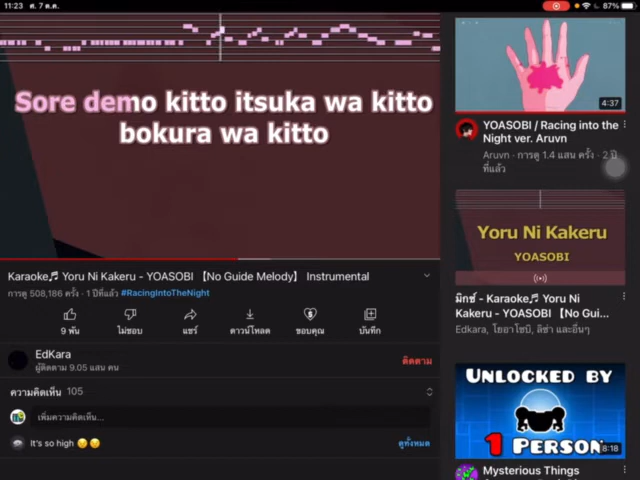 11:23 ศ. 7 ต.ค.
87%
Sore demo kitto itsuka wa kitto
bokura wa kitto
Karaoke♬ Yoru Ni Kakeru - YOASOBI 【No Guide Melody】 Instrumental
การดู 508,186 ครั้ง · 1 ปีที่แล้ว #RacingIntoTheNight
9 พัน
ไม่ชอบ
แชร์
ดาวน์โหลด
ขอบคุณ
บันทึก
EdKara
ผู้ติดตาม 9.05 แสน คน
ติดตาม
ความคิดเห็น 105
เพิ่มความคิดเห็น...
It's so high 😗😗
ดูทั้งหมด
4:37
YOASOBI / Racing into the
Night ver. Aruvn
Aruvn · การดู 1.4 แสน ครั้ง · 2 ปี
ที่แล้ว
Yoru Ni Kakeru
YOASOBI
มิกซ์ - Karaoke♬ Yoru Ni
Kakeru - YOASOBI 【No Gui...
Edkara, โยอาโซบิ, ลิซ่า และอื่นๆ
UNLOCKED BY
1 PERSON
8:18
Mysterious Things